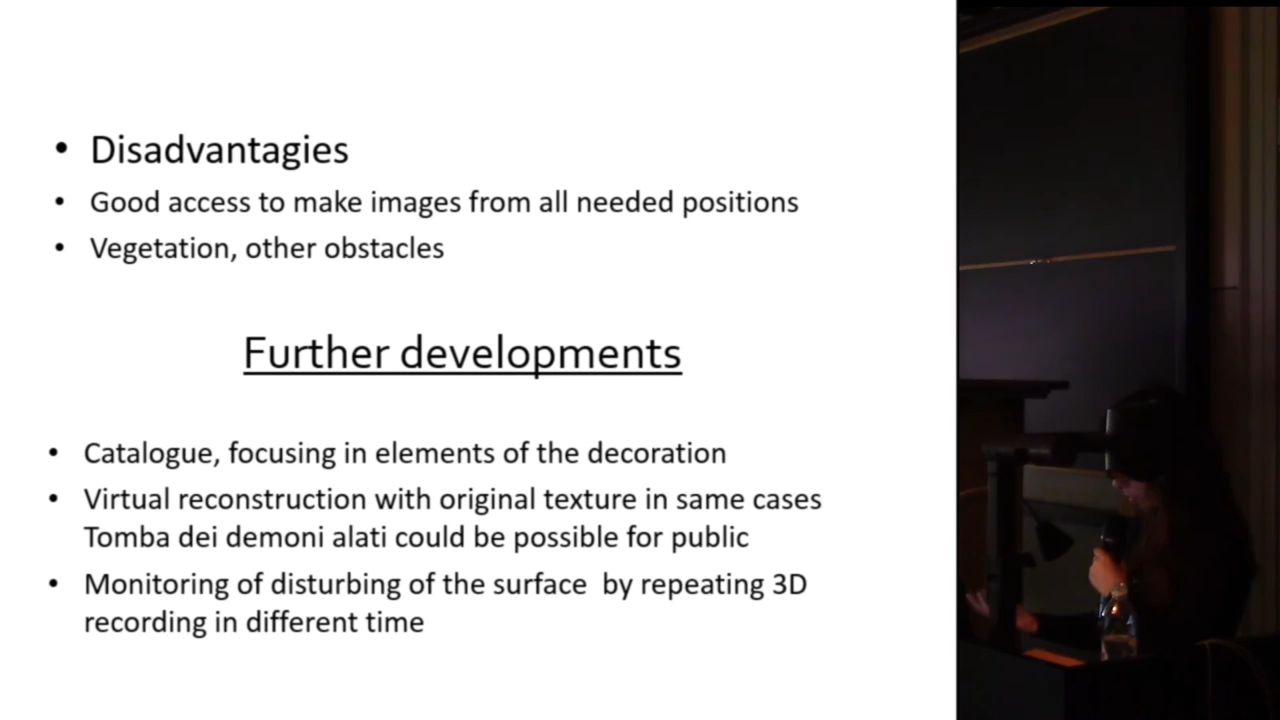 • Disadvantagies
• Good access to make images from all needed positions
• Vegetation, other obstacles
Further developments
• Catalogue, focusing in elements of the decoration
• Virtual reconstruction with original texture in same cases
Tomba dei demoni alati could be possible for public
• Monitoring of disturbing of the surface  by repeating 3D
recording in different time